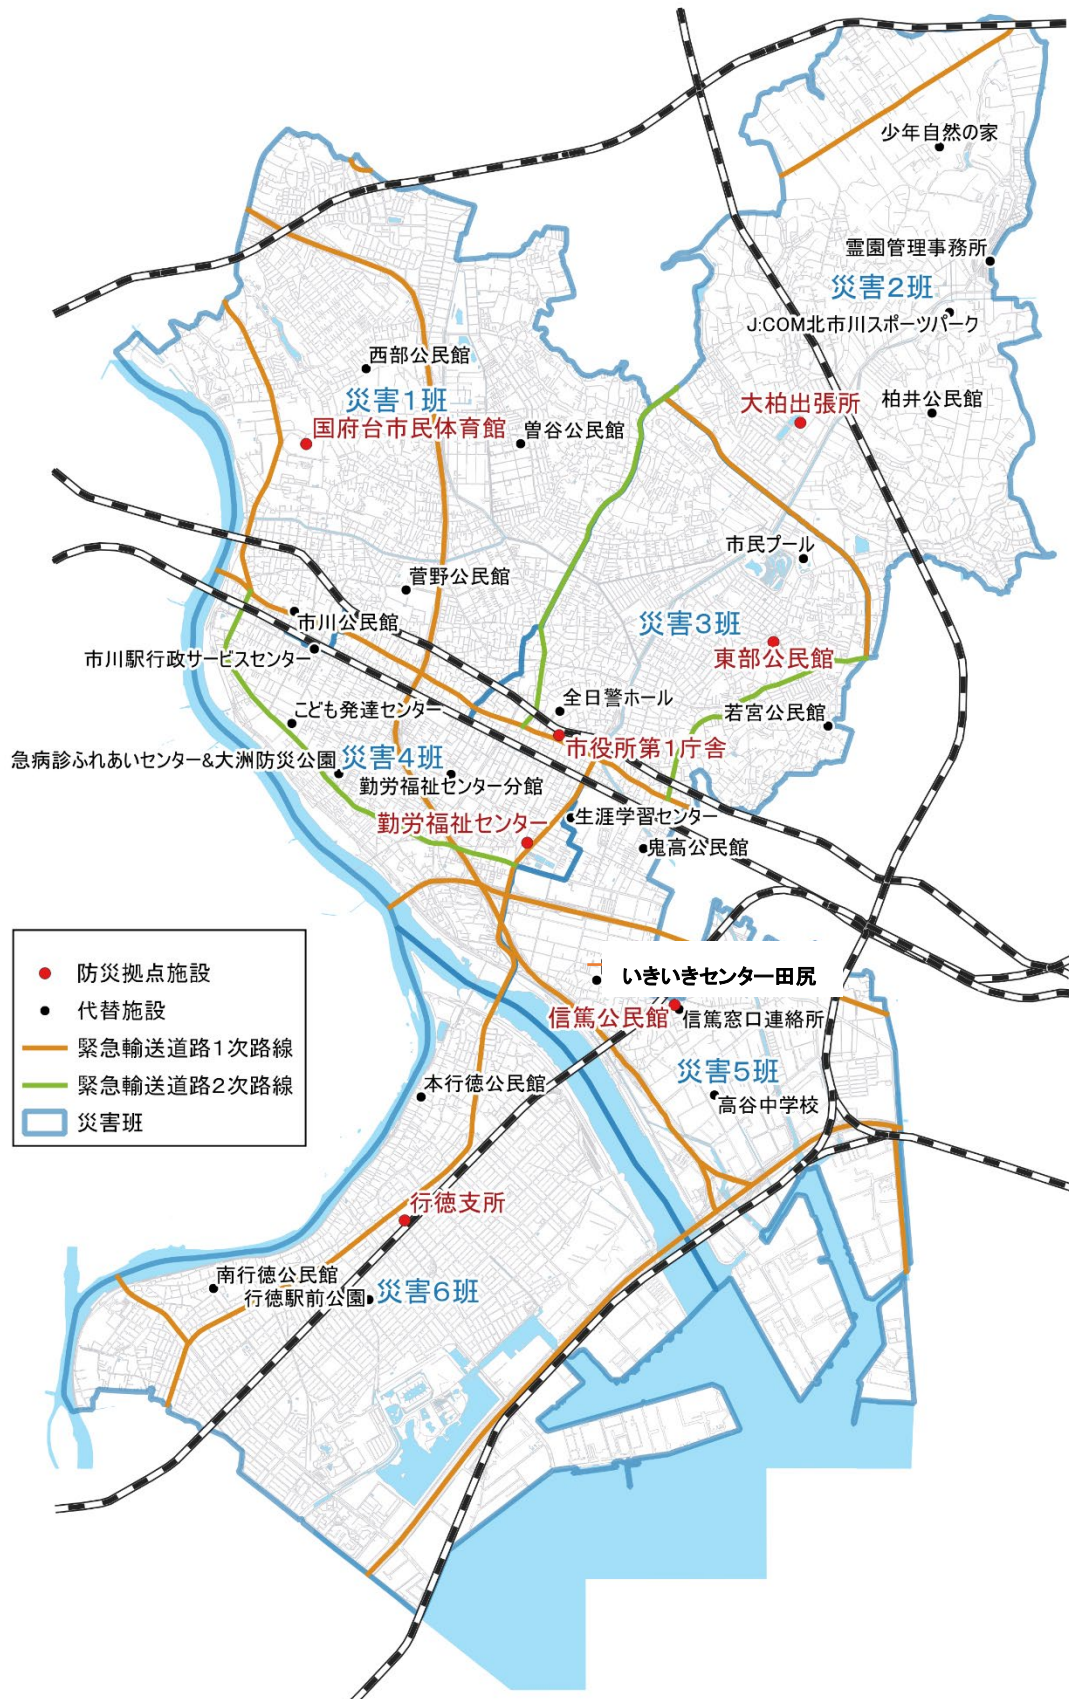 少年自然の家
霊園管理事務所
災害2班
J:COM北市川スポーツパーク
西部公民館
災害1班
大柏出張所
柏井公民館
国府台市民体育館
曽谷公民館
市民プール
菅野公民館
市川公民館
災害3班
東部公民館
市川駅行政サービスセンター
全日警ホール
こども発達センター
若宮公民館
市役所第1庁舎
急病診ふれあいセンター&大洲防災公園
災害4班
勤労福祉センター分館
生涯学習センター
勤労福祉センター
鬼高公民館
防災拠点施設
代替施設
緊急輸送道路1次路線
緊急輸送道路2次路線
災害班
いきいきセンター田尻
信篤公民館
信篤窓口連絡所
災害5班
高谷中学校
本行徳公民館
行徳支所
南行徳公民館
行徳駅前公園
災害6班